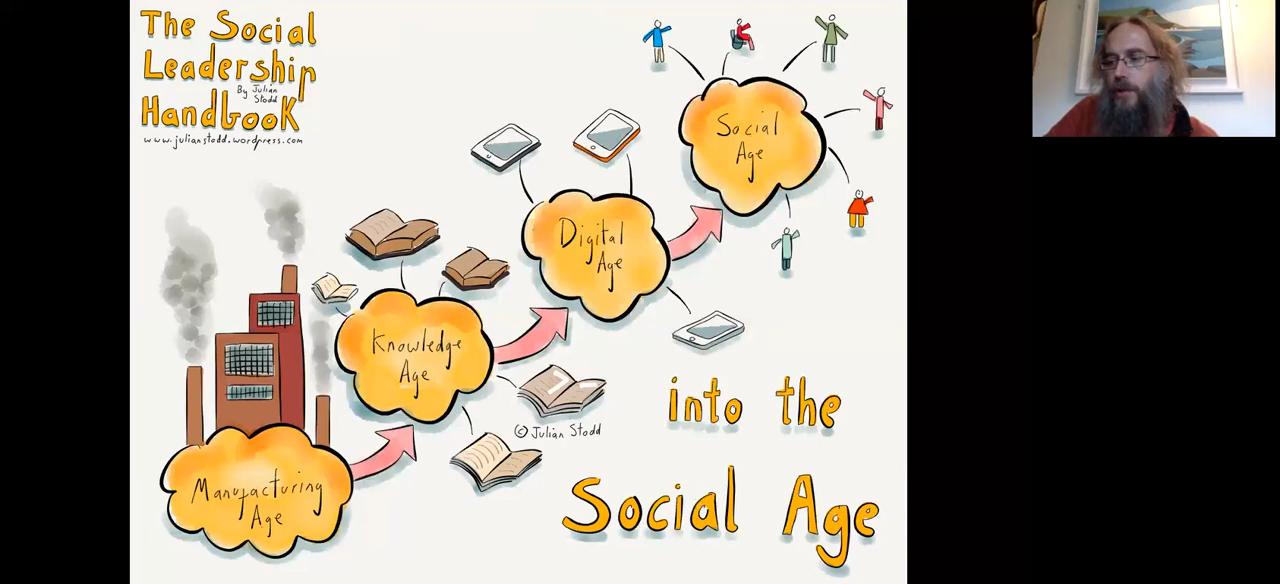 The Social
Leadership
By Julian
Stodd
Handbook
www.julianstodd.wordpress.com
Social
Age
Digital
Age
Knowledge
Age
into the
© Julian Stodd
Manufacturing
Age
Social Age